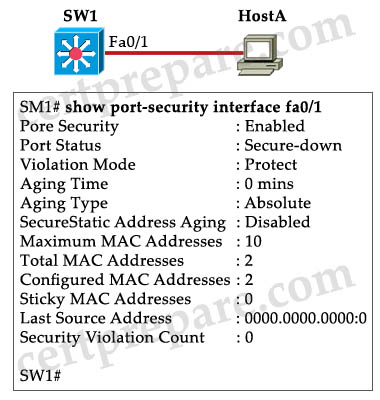 SW1
HostA
Fa0/1
certprepare.com
SM1# show port-security interface fa0/1
Pore Security : Enabled
Port Status : Secure-down
Violation Mode : Protect
Aging Time : 0 mins
Aging Type : Absolute
SecureStatic Address Aging : Disabled
Maximum MAC Addresses : 10
Total MAC Addresses : 2
Configured MAC Addresses : 2
Sticky MAC Addresses : 0
Last Source Address : 0000.0000.0000:0
Security Violation Count : 0
certprepare.com
SW1#